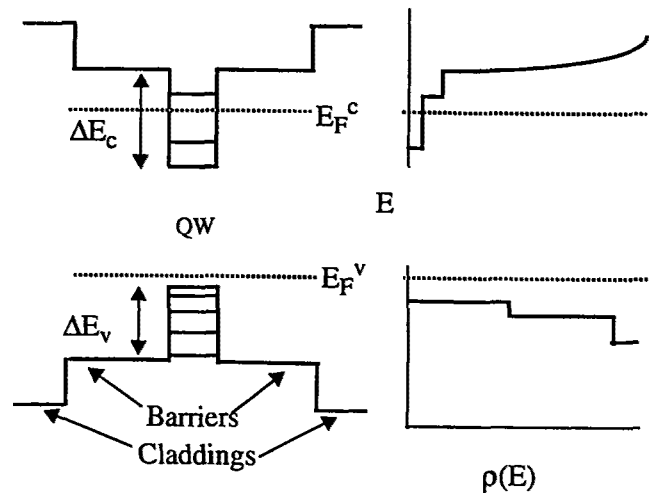 ΔE_c
E_F^c
E
QW
E_F^v
ΔE_v
Barriers
Claddings
ρ(E)